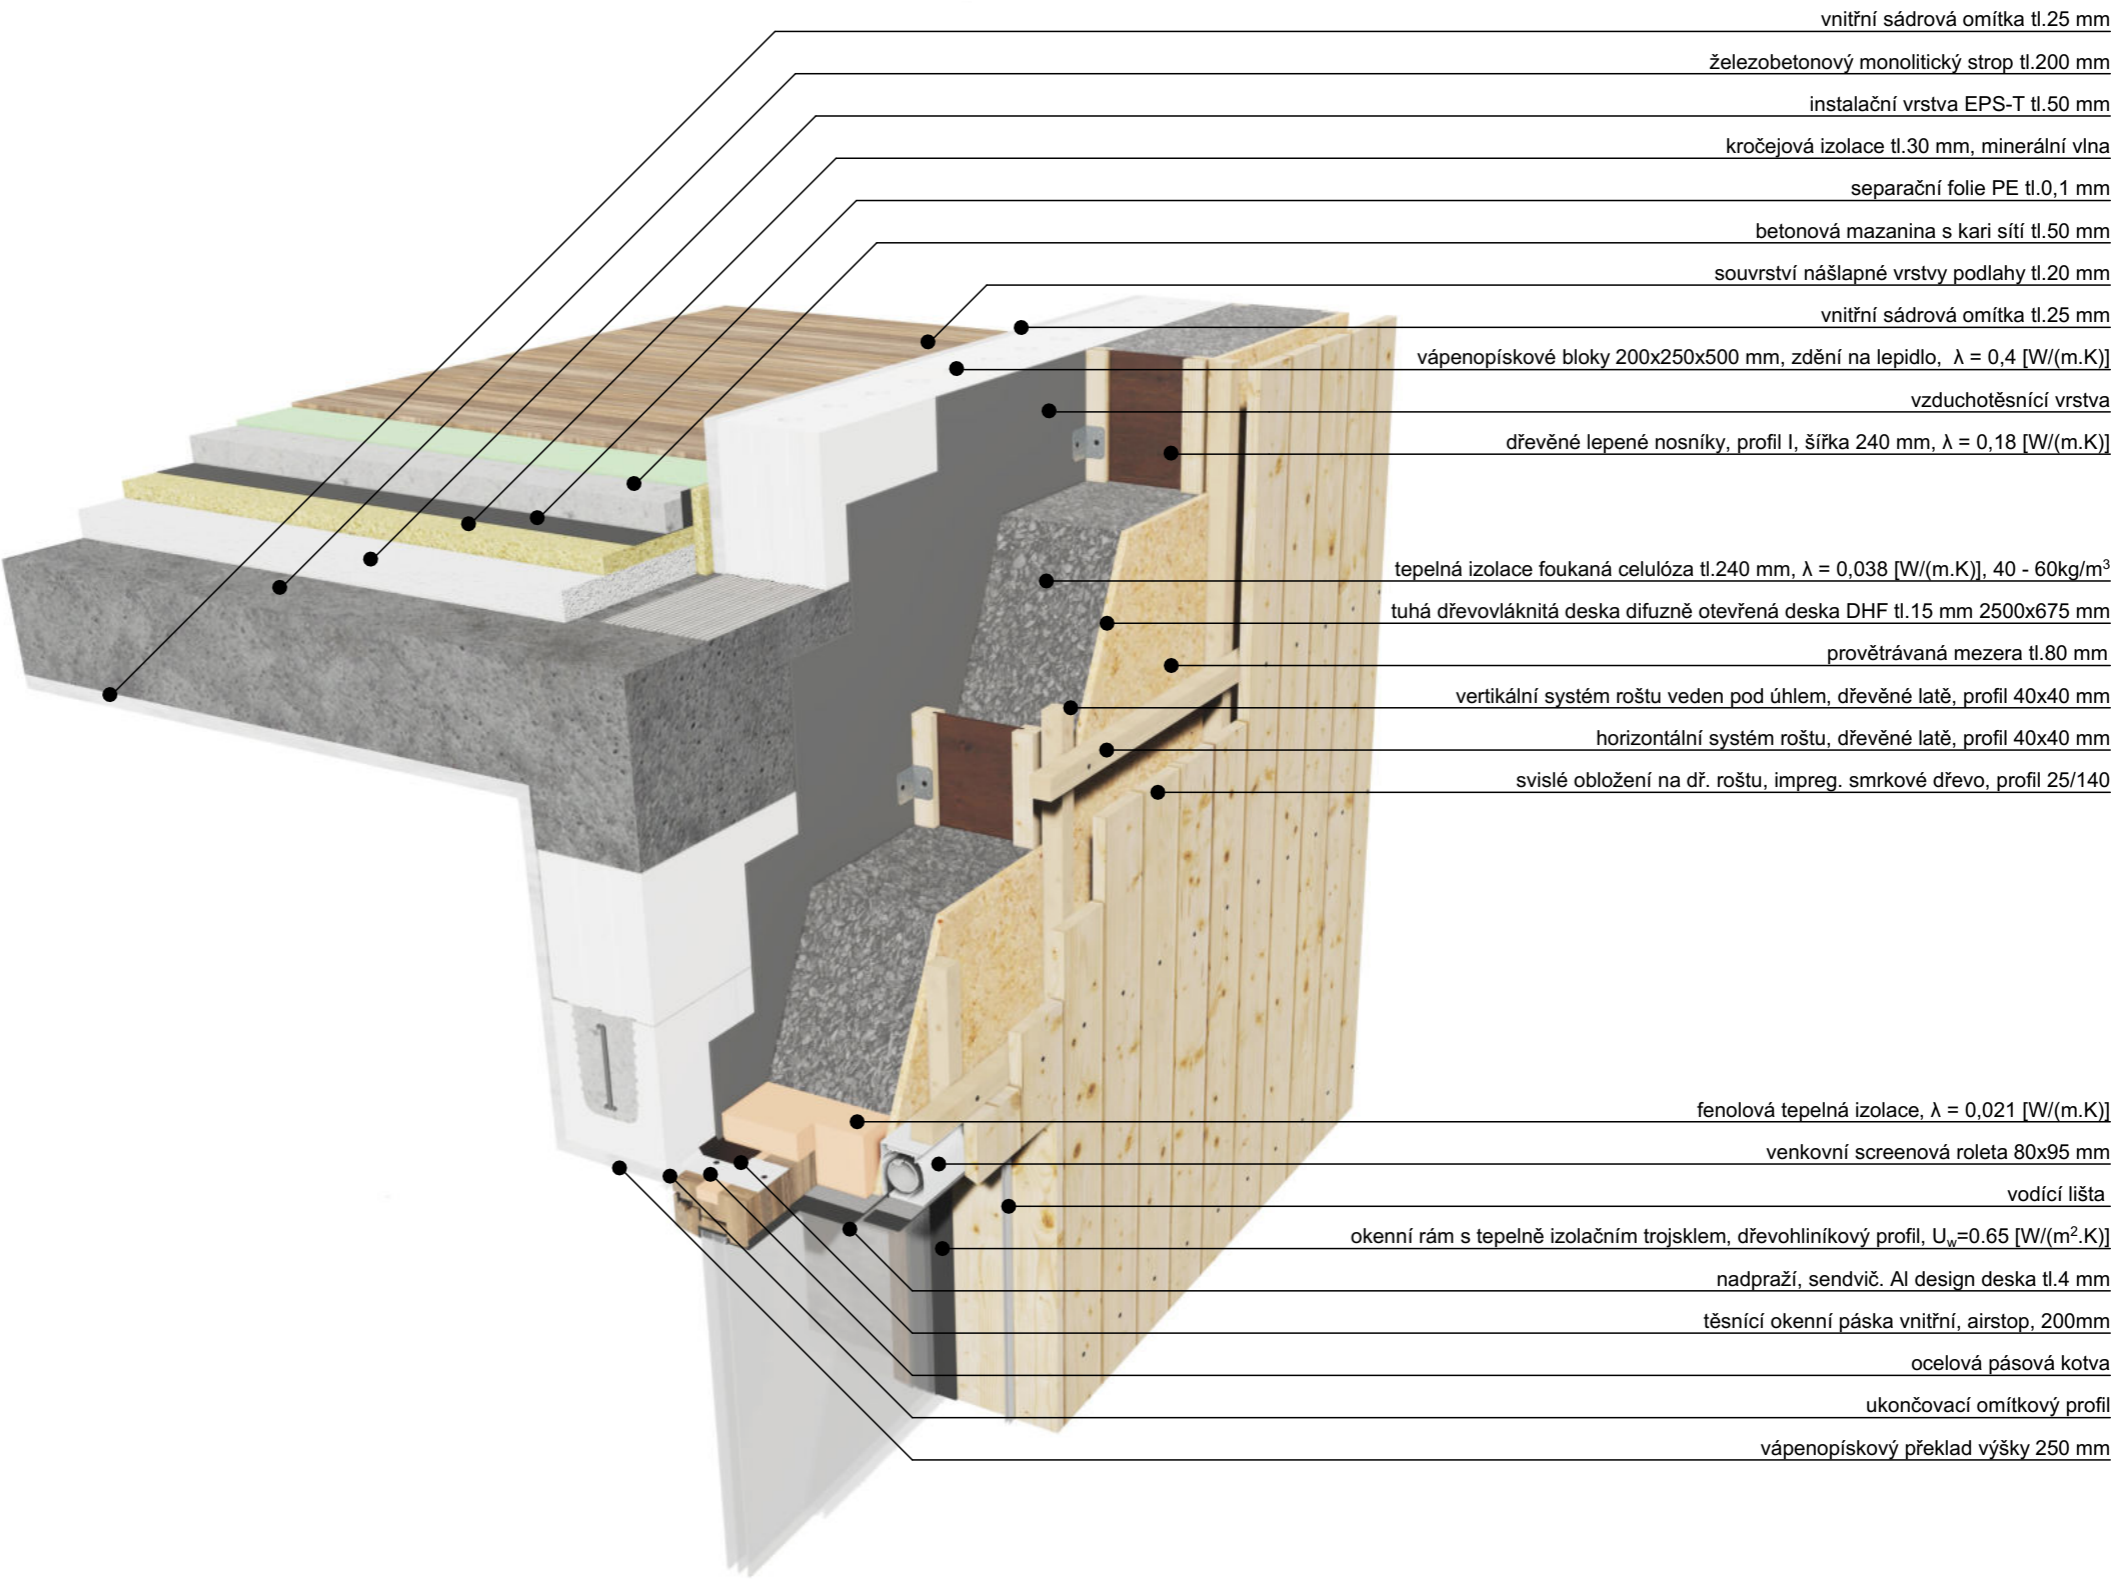 vnitřní sádrová omítka tl.25 mm
železobetonový monolitický strop tl.200 mm
instalační vrstva EPS-T tl.50 mm
kročejová izolace tl.30 mm, minerální vlna
separační folie PE tl.0,1 mm
betonová mazanina s kari sítí tl.50 mm
souvrství nášlapné vrstvy podlahy tl.20 mm
vnitřní sádrová omítka tl.25 mm
vápenopískové bloky 200x250x500 mm, zdění na lepidlo, λ = 0,4 [W/(m.K)]
vzduchotěsnící vrstva
dřevěné lepené nosníky, profil I, šířka 240 mm, λ = 0,18 [W/(m.K)]
tepelná izolace foukaná celulóza tl.240 mm, λ = 0,038 [W/(m.K)], 40 - 60kg/m³
tuhá dřevovláknitá deska difuzně otevřená deska DHF tl.15 mm 2500x675 mm
provětrávaná mezera tl.80 mm
vertikální systém roštu veden pod úhlem, dřevěné latě, profil 40x40 mm
horizontální systém roštu, dřevěné latě, profil 40x40 mm
svislé obložení na dř. roštu, impreg. smrkové dřevo, profil 25/140
fenolová tepelná izolace, λ = 0,021 [W/(m.K)]
venkovní screenová roleta 80x95 mm
vodící lišta
okenní rám s tepelně izolačním trojsklem, dřevohliníkový profil, Uw=0.65 [W/(m².K)]
nadpraží, sendvič. Al design deska tl.4 mm
těsnící okenní páska vnitřní, airstop, 200mm
ocelová pásová kotva
ukončovací omítkový profil
vápenopískový překlad výšky 250 mm